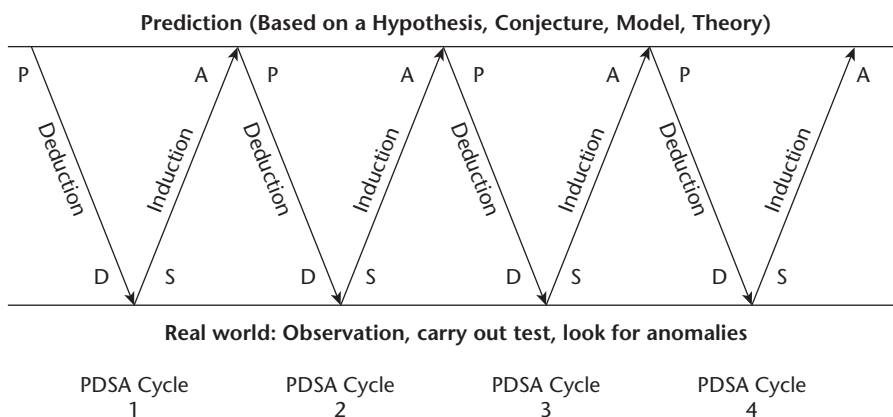 Prediction (Based on a Hypothesis, Conjecture, Model, Theory)
P A P A P A P A
Deduction Induction Deduction Induction Deduction Induction Deduction Induction
D S D S D S D S
Real world: Observation, carry out test, look for anomalies
PDSA Cycle PDSA Cycle PDSA Cycle PDSA Cycle
1 2 3 4